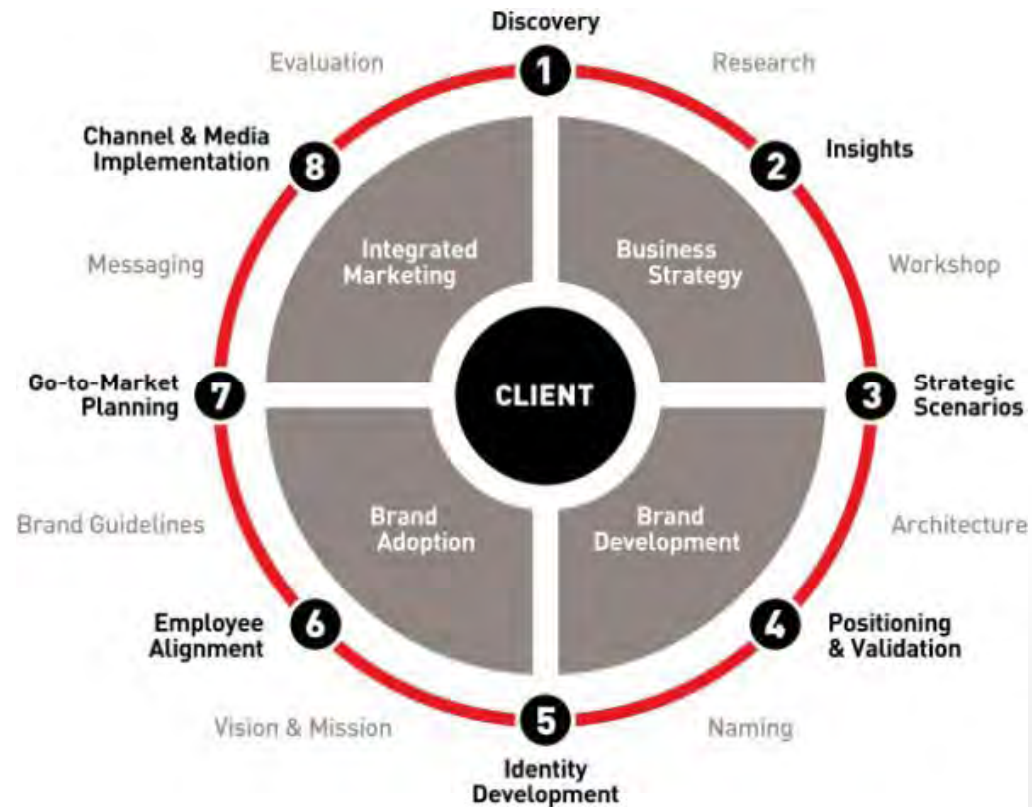 Discovery
1
Evaluation
Research
Channel & Media
Implementation
8
2
Insights
Integrated
Marketing
Business
Strategy
Messaging
Workshop
Go-to-Market
Planning
7
CLIENT
3
Strategic
Scenarios
Brand Guidelines
Brand
Adoption
Brand
Development
Architecture
Employee
Alignment
6
4
Positioning
& Validation
Vision & Mission
5
Naming
Identity
Development